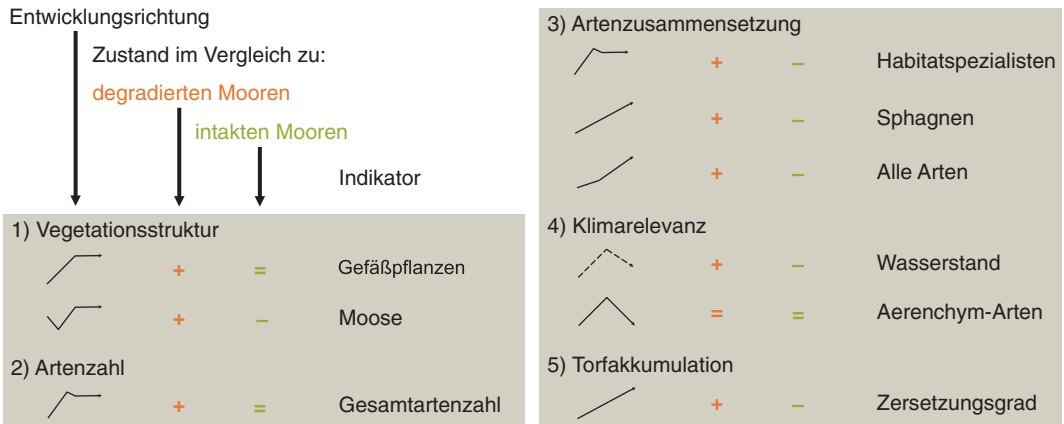 Entwicklungsrichtung
Zustand im Vergleich zu:
degradierten Mooren
intakten Mooren
Indikator
1) Vegetationsstruktur
+ = Gefäßpflanzen
+ – Moose
2) Artenzahl
+ = Gesamtartenzahl
3) Artenzusammensetzung
+ – Habitatspezialisten
+ – Sphagnen
+ – Alle Arten
4) Klimarelevanz
+ – Wasserstand
= = Aerenchym-Arten
5) Torfakkumulation
+ – Zersetzungsgrad